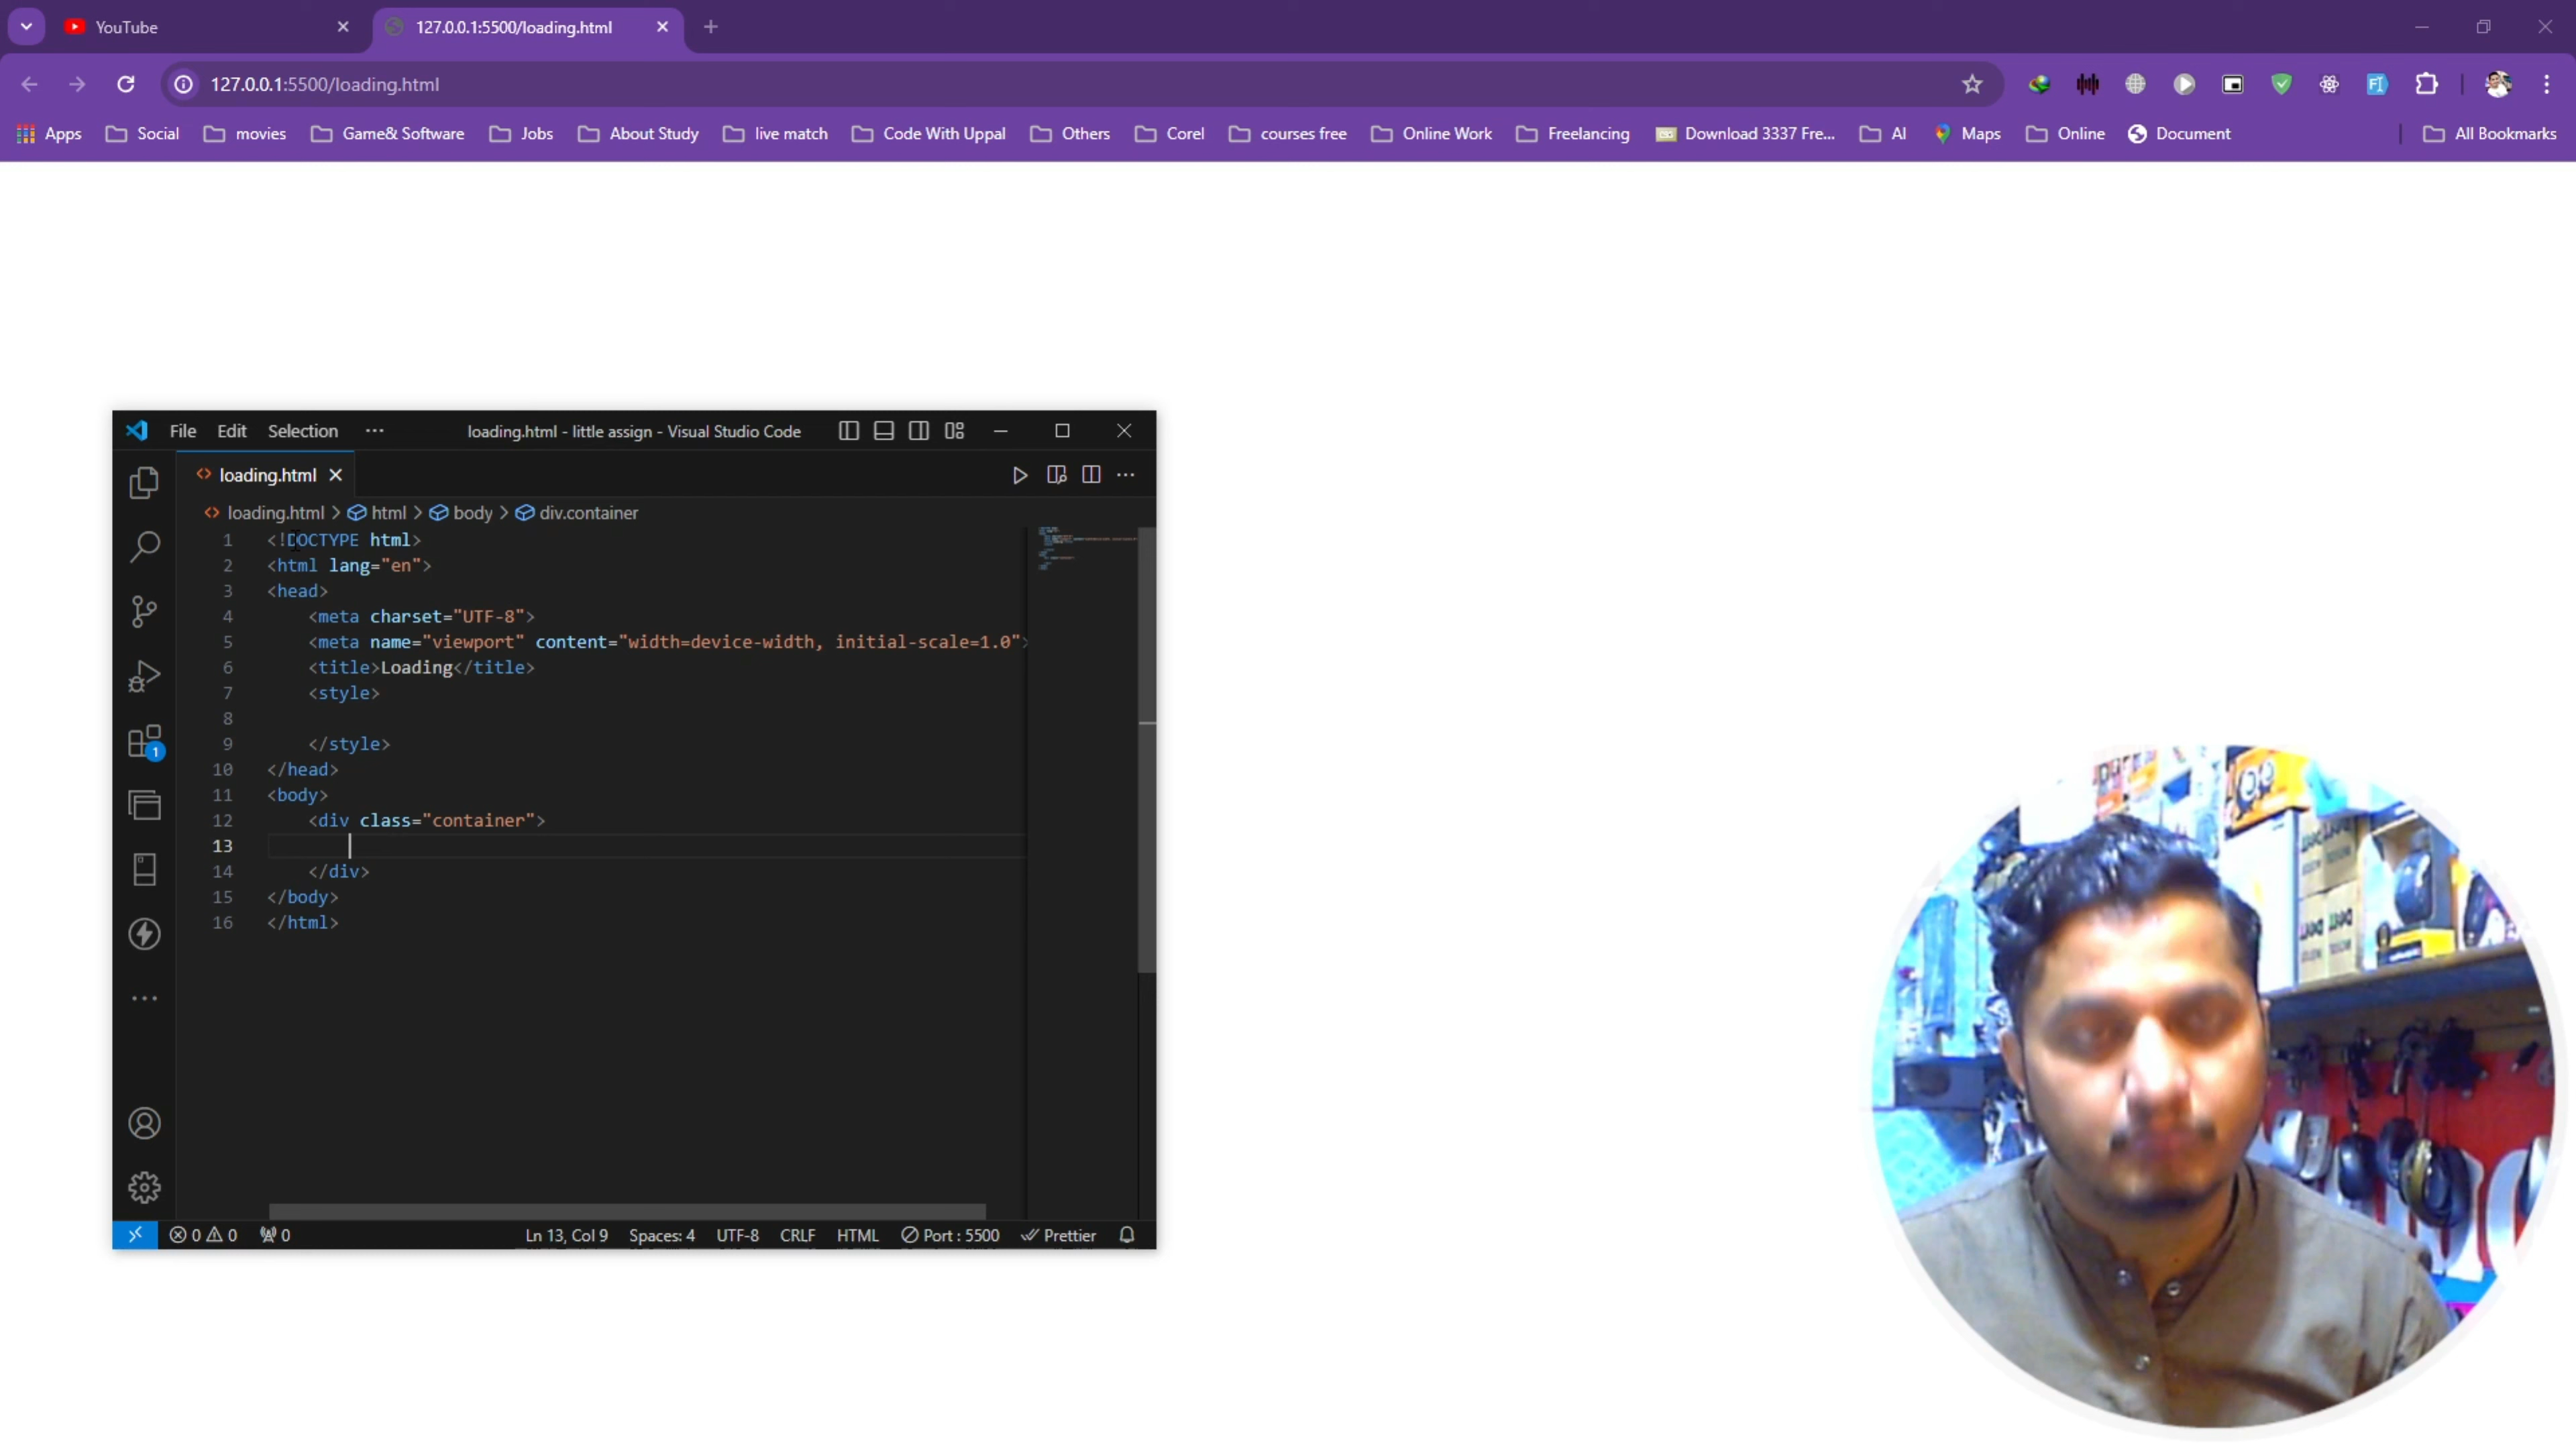 YouTube
127.0.0.1:5500/loading.html
127.0.0.1:5500/loading.html
Apps Social movies Game& Software Jobs About Study live match Code With Uppal Others Corel courses free Online Work Freelancing Download 3337 Fre... AI Maps Online Document All Bookmarks
File Edit Selection ··· loading.html - little assign - Visual Studio Code
loading.html
loading.html > html > body > div.container
1 <!DOCTYPE html>
2 <html lang="en">
3 <head>
4 <meta charset="UTF-8">
5 <meta name="viewport" content="width=device-width, initial-scale=1.0">
6 <title>Loading</title>
7 <style>
8
9 </style>
10 </head>
11 <body>
12 <div class="container">
13
14 </div>
15 </body>
16 </html>
1
0 0 0 Ln 13, Col 9 Spaces: 4 UTF-8 CRLF HTML Port : 5500 Prettier